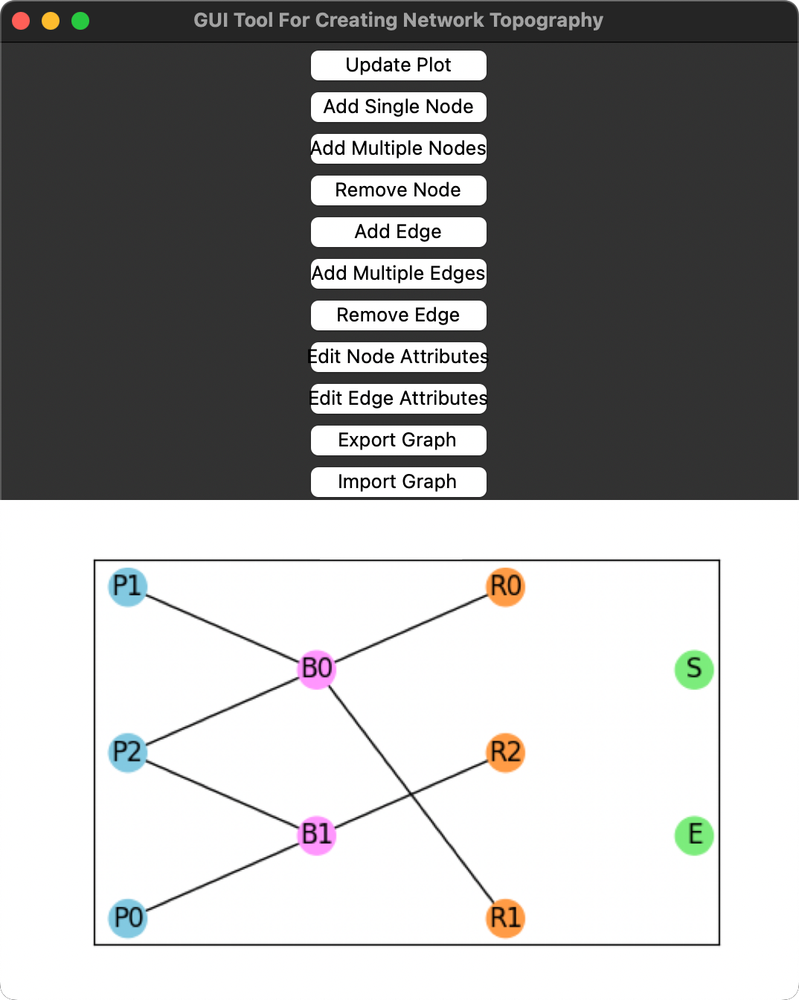 GUI Tool For Creating Network Topography
Update Plot
Add Single Node
Add Multiple Nodes
Remove Node
Add Edge
Add Multiple Edges
Remove Edge
Edit Node Attributes
Edit Edge Attributes
Export Graph
Import Graph
P1
R0
B0
S
P2
R2
B1
E
P0
R1